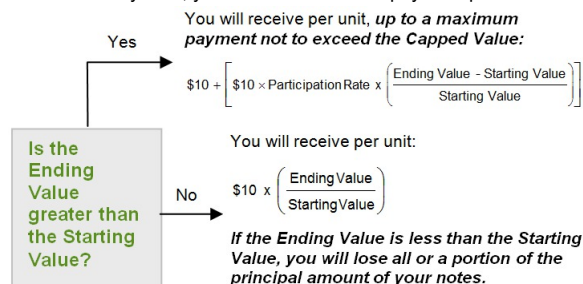 You will receive per unit, up to a maximum
payment not to exceed the Capped Value:
Yes
$10 + [ $10 × Participation Rate x ( Ending Value - Starting Value / Starting Value ) ]
Is the
Ending
Value
greater than
the Starting
Value?
You will receive per unit:
No
$10 x ( Ending Value / Starting Value )
If the Ending Value is less than the Starting
Value, you will lose all or a portion of the
principal amount of your notes.